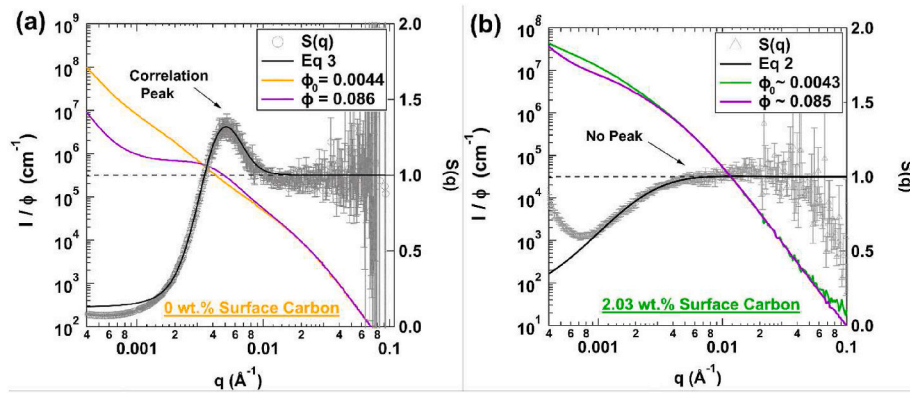 (a)
S(q)
Eq 3
ϕ₀ = 0.0044
ϕ = 0.086
Correlation
Peak
0 wt.% Surface Carbon
I / ϕ (cm⁻¹)
10⁹
10⁸
10⁷
10⁶
10⁵
10⁴
10³
10²
2.0
1.5
1.0
0.5
0.0
S(q)
4 6 8 2 4 6 8 2 4 6 8
0.001 0.01 0.1
q (Å⁻¹)
(b)
S(q)
Eq 2
ϕ₀ ~ 0.0043
ϕ ~ 0.085
No Peak
2.03 wt.% Surface Carbon
I / ϕ (cm⁻¹)
10⁸
10⁷
10⁶
10⁵
10⁴
10³
10²
10¹
2.0
1.5
1.0
0.5
0.0
S(q)
4 6 8 2 4 6 8 2 4 6 8
0.001 0.01 0.1
q (Å⁻¹)